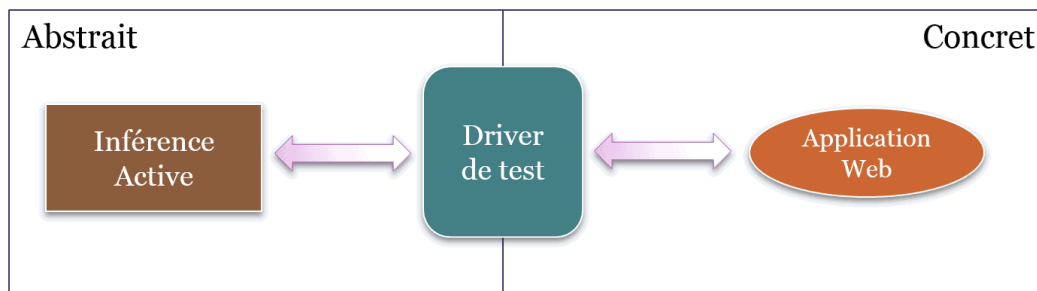 Abstrait
Concret
Inférence
Active
Driver
de test
Application
Web